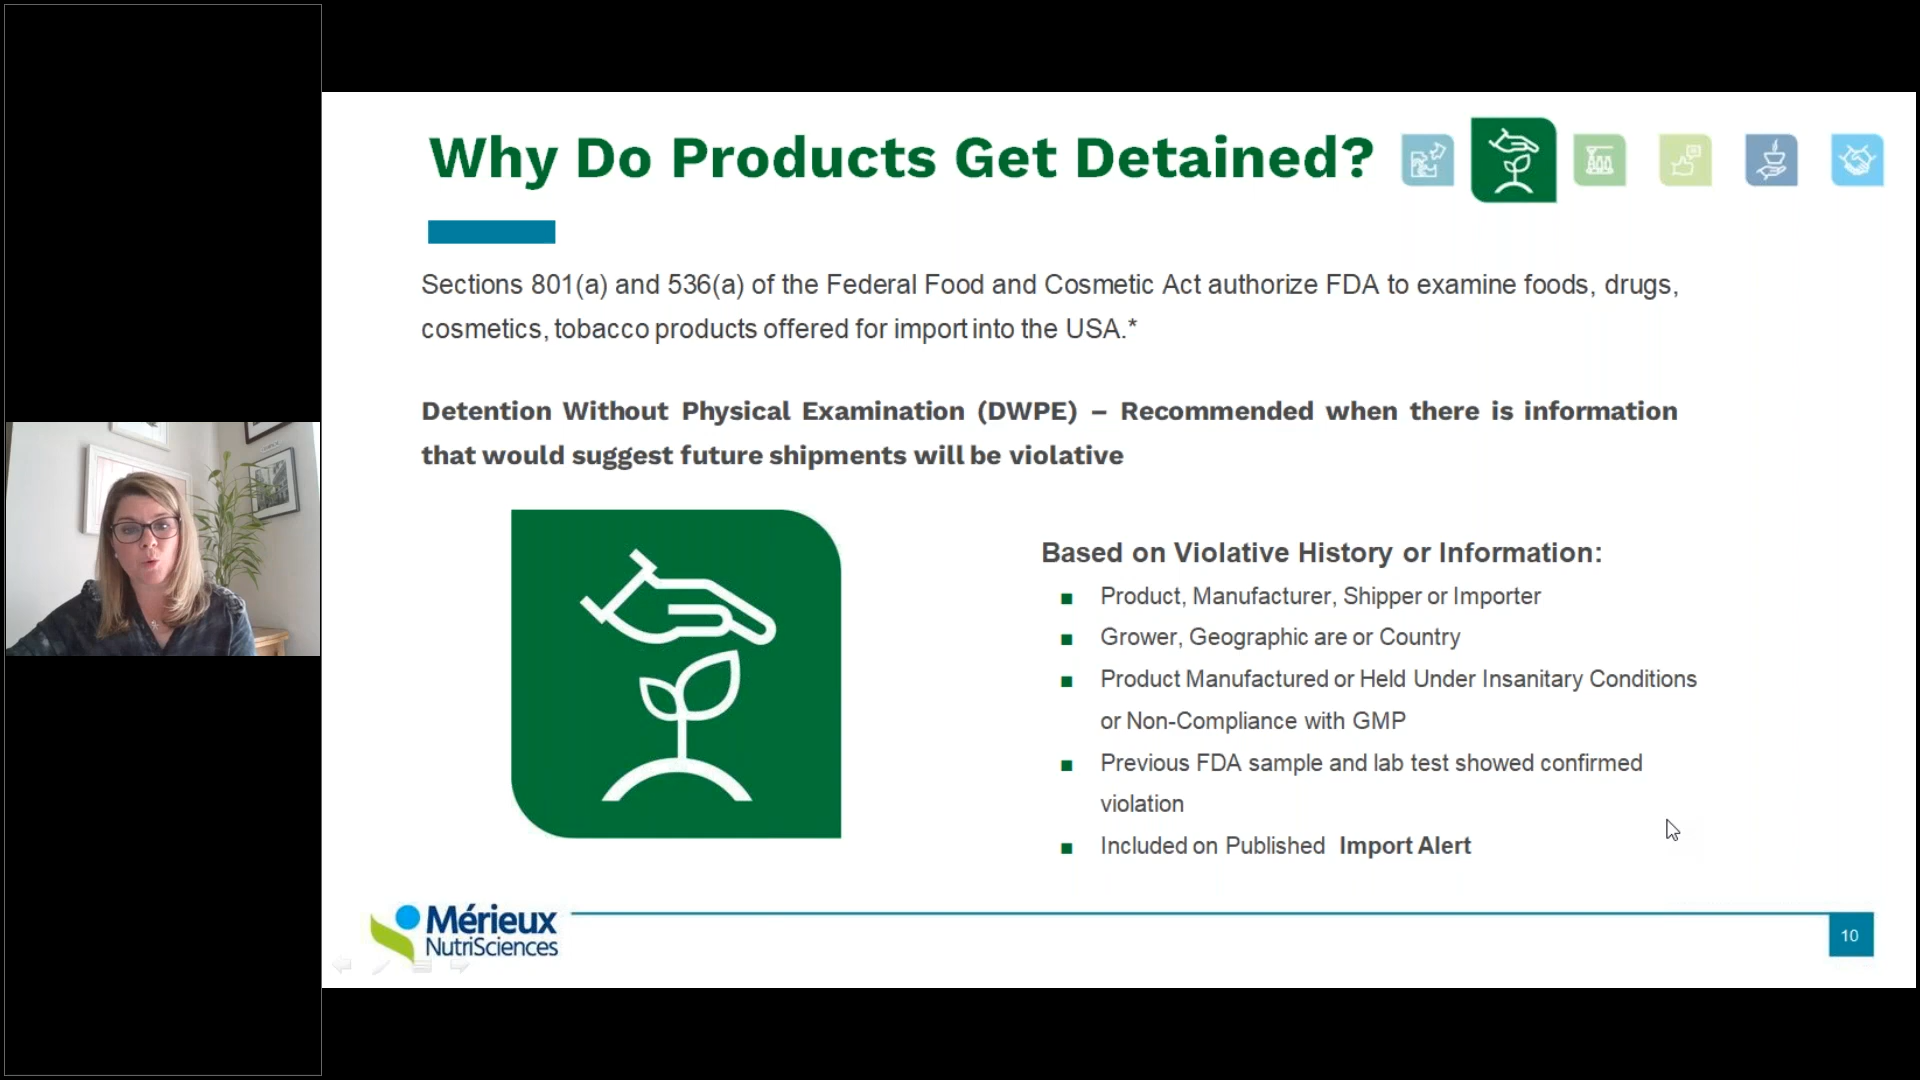 Why Do Products Get Detained?
Sections 801(a) and 536(a) of the Federal Food and Cosmetic Act authorize FDA to examine foods, drugs,
cosmetics, tobacco products offered for import into the USA.*
Detention Without Physical Examination (DWPE) – Recommended when there is information
that would suggest future shipments will be violative
Based on Violative History or Information:
Product, Manufacturer, Shipper or Importer
Grower, Geographic are or Country
Product Manufactured or Held Under Insanitary Conditions
or Non-Compliance with GMP
Previous FDA sample and lab test showed confirmed
violation
Included on Published Import Alert
Mérieux
NutriSciences
10